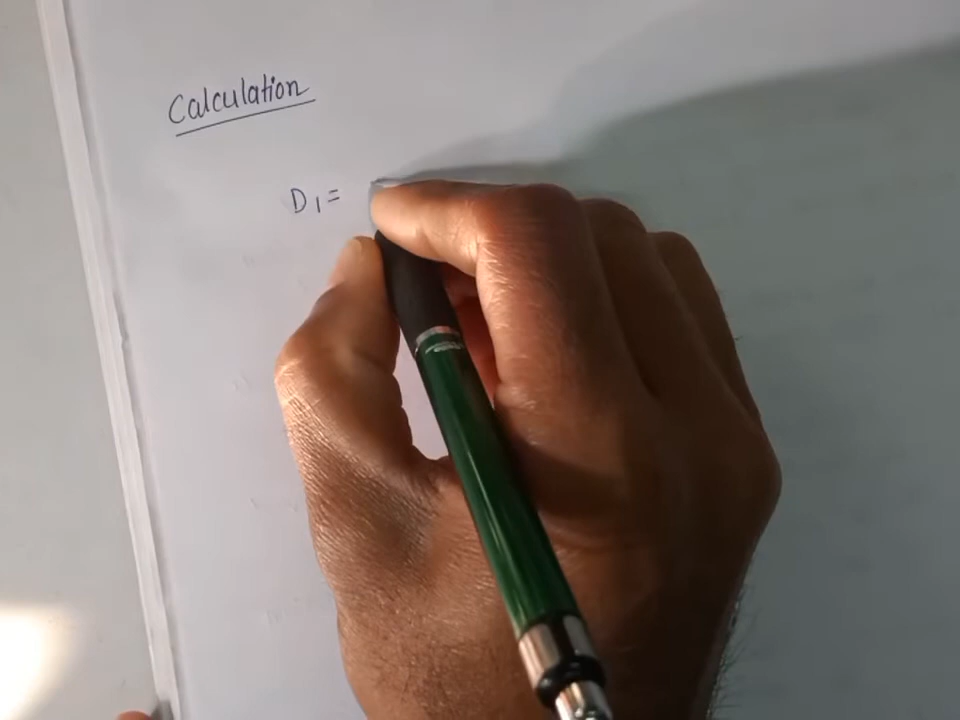 Calculation
D1 =